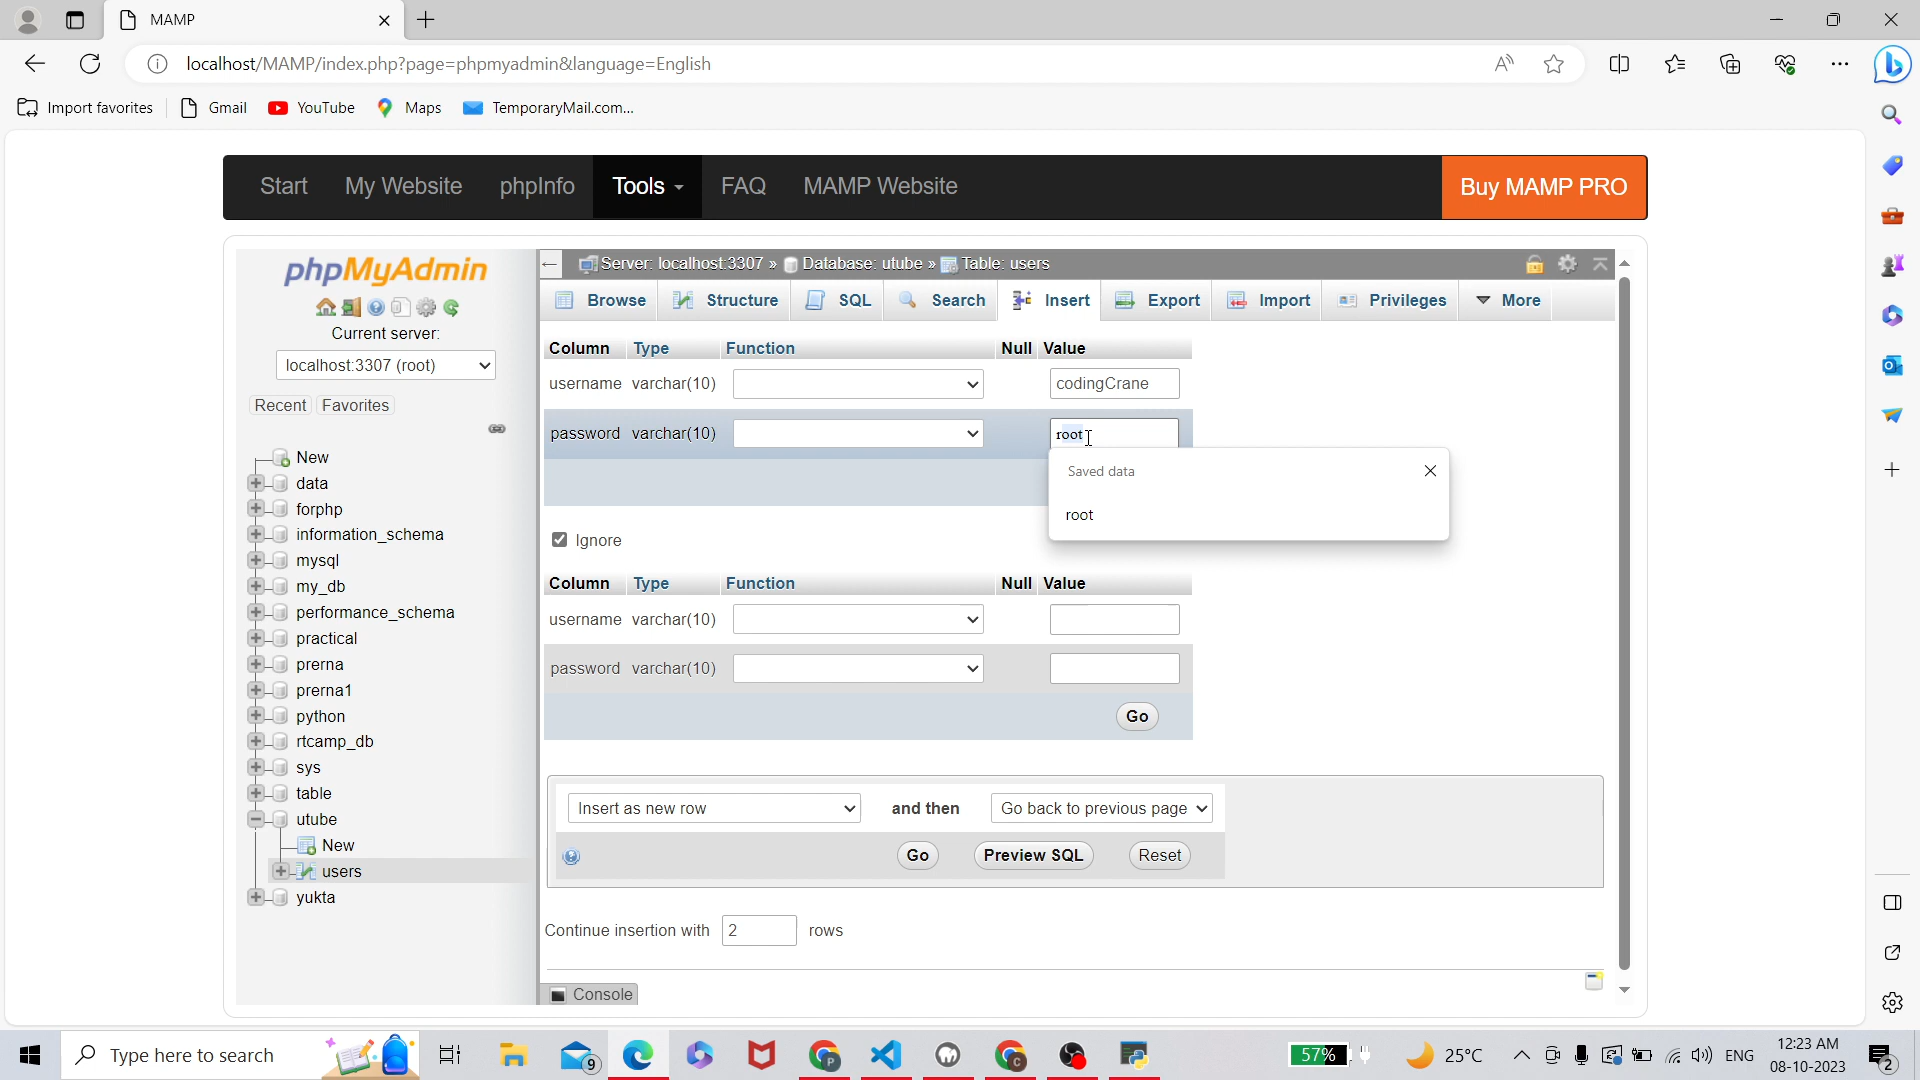 MAMP
localhost/MAMP/index.php?page=phpmyadmin&language=English
Import favorites Gmail YouTube Maps TemporaryMail.com...
Start My Website phpInfo Tools FAQ MAMP Website Buy MAMP PRO
phpMyAdmin
Current server:
localhost:3307 (root)
Recent Favorites
New
data
forphp
information_schema
mysql
my_db
performance_schema
practical
prerna
prerna1
python
rtcamp_db
sys
table
utube
New
users
yukta
Server: localhost:3307 » Database: utube » Table: users
Browse Structure SQL Search Insert Export Import Privileges More
Column Type Function Null Value
username varchar(10) codingCrane
password varchar(10) root
Saved data
root
Ignore
Column Type Function Null Value
username varchar(10)
password varchar(10)
Go
Insert as new row and then Go back to previous page
Go Preview SQL Reset
Continue insertion with 2 rows
Console
Type here to search
9
57%
25°C
ENG
12:23 AM
08-10-2023
2